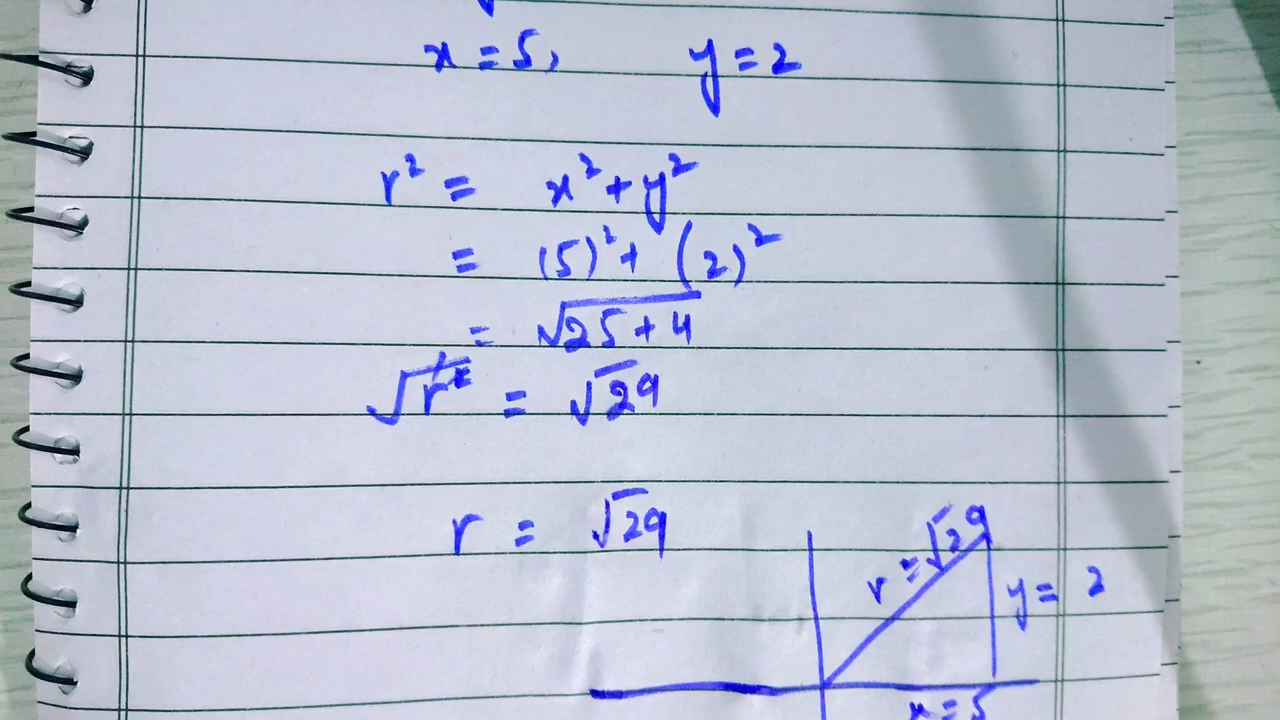 x = 5, y = 2
r² = x² + y²
= (5)² + (2)²
= √25 + 4
√r² = √29
r = √29
r = √29
y = 2
x = 5